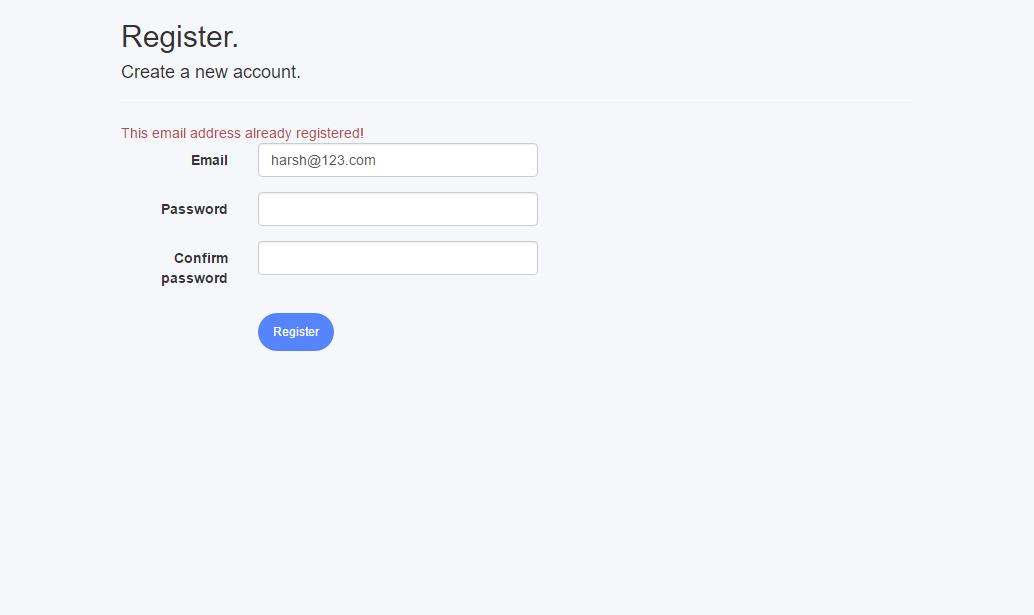 Register.
Create a new account.
This email address already registered!
Email
harsh@123.com
Password
Confirm
password
Register